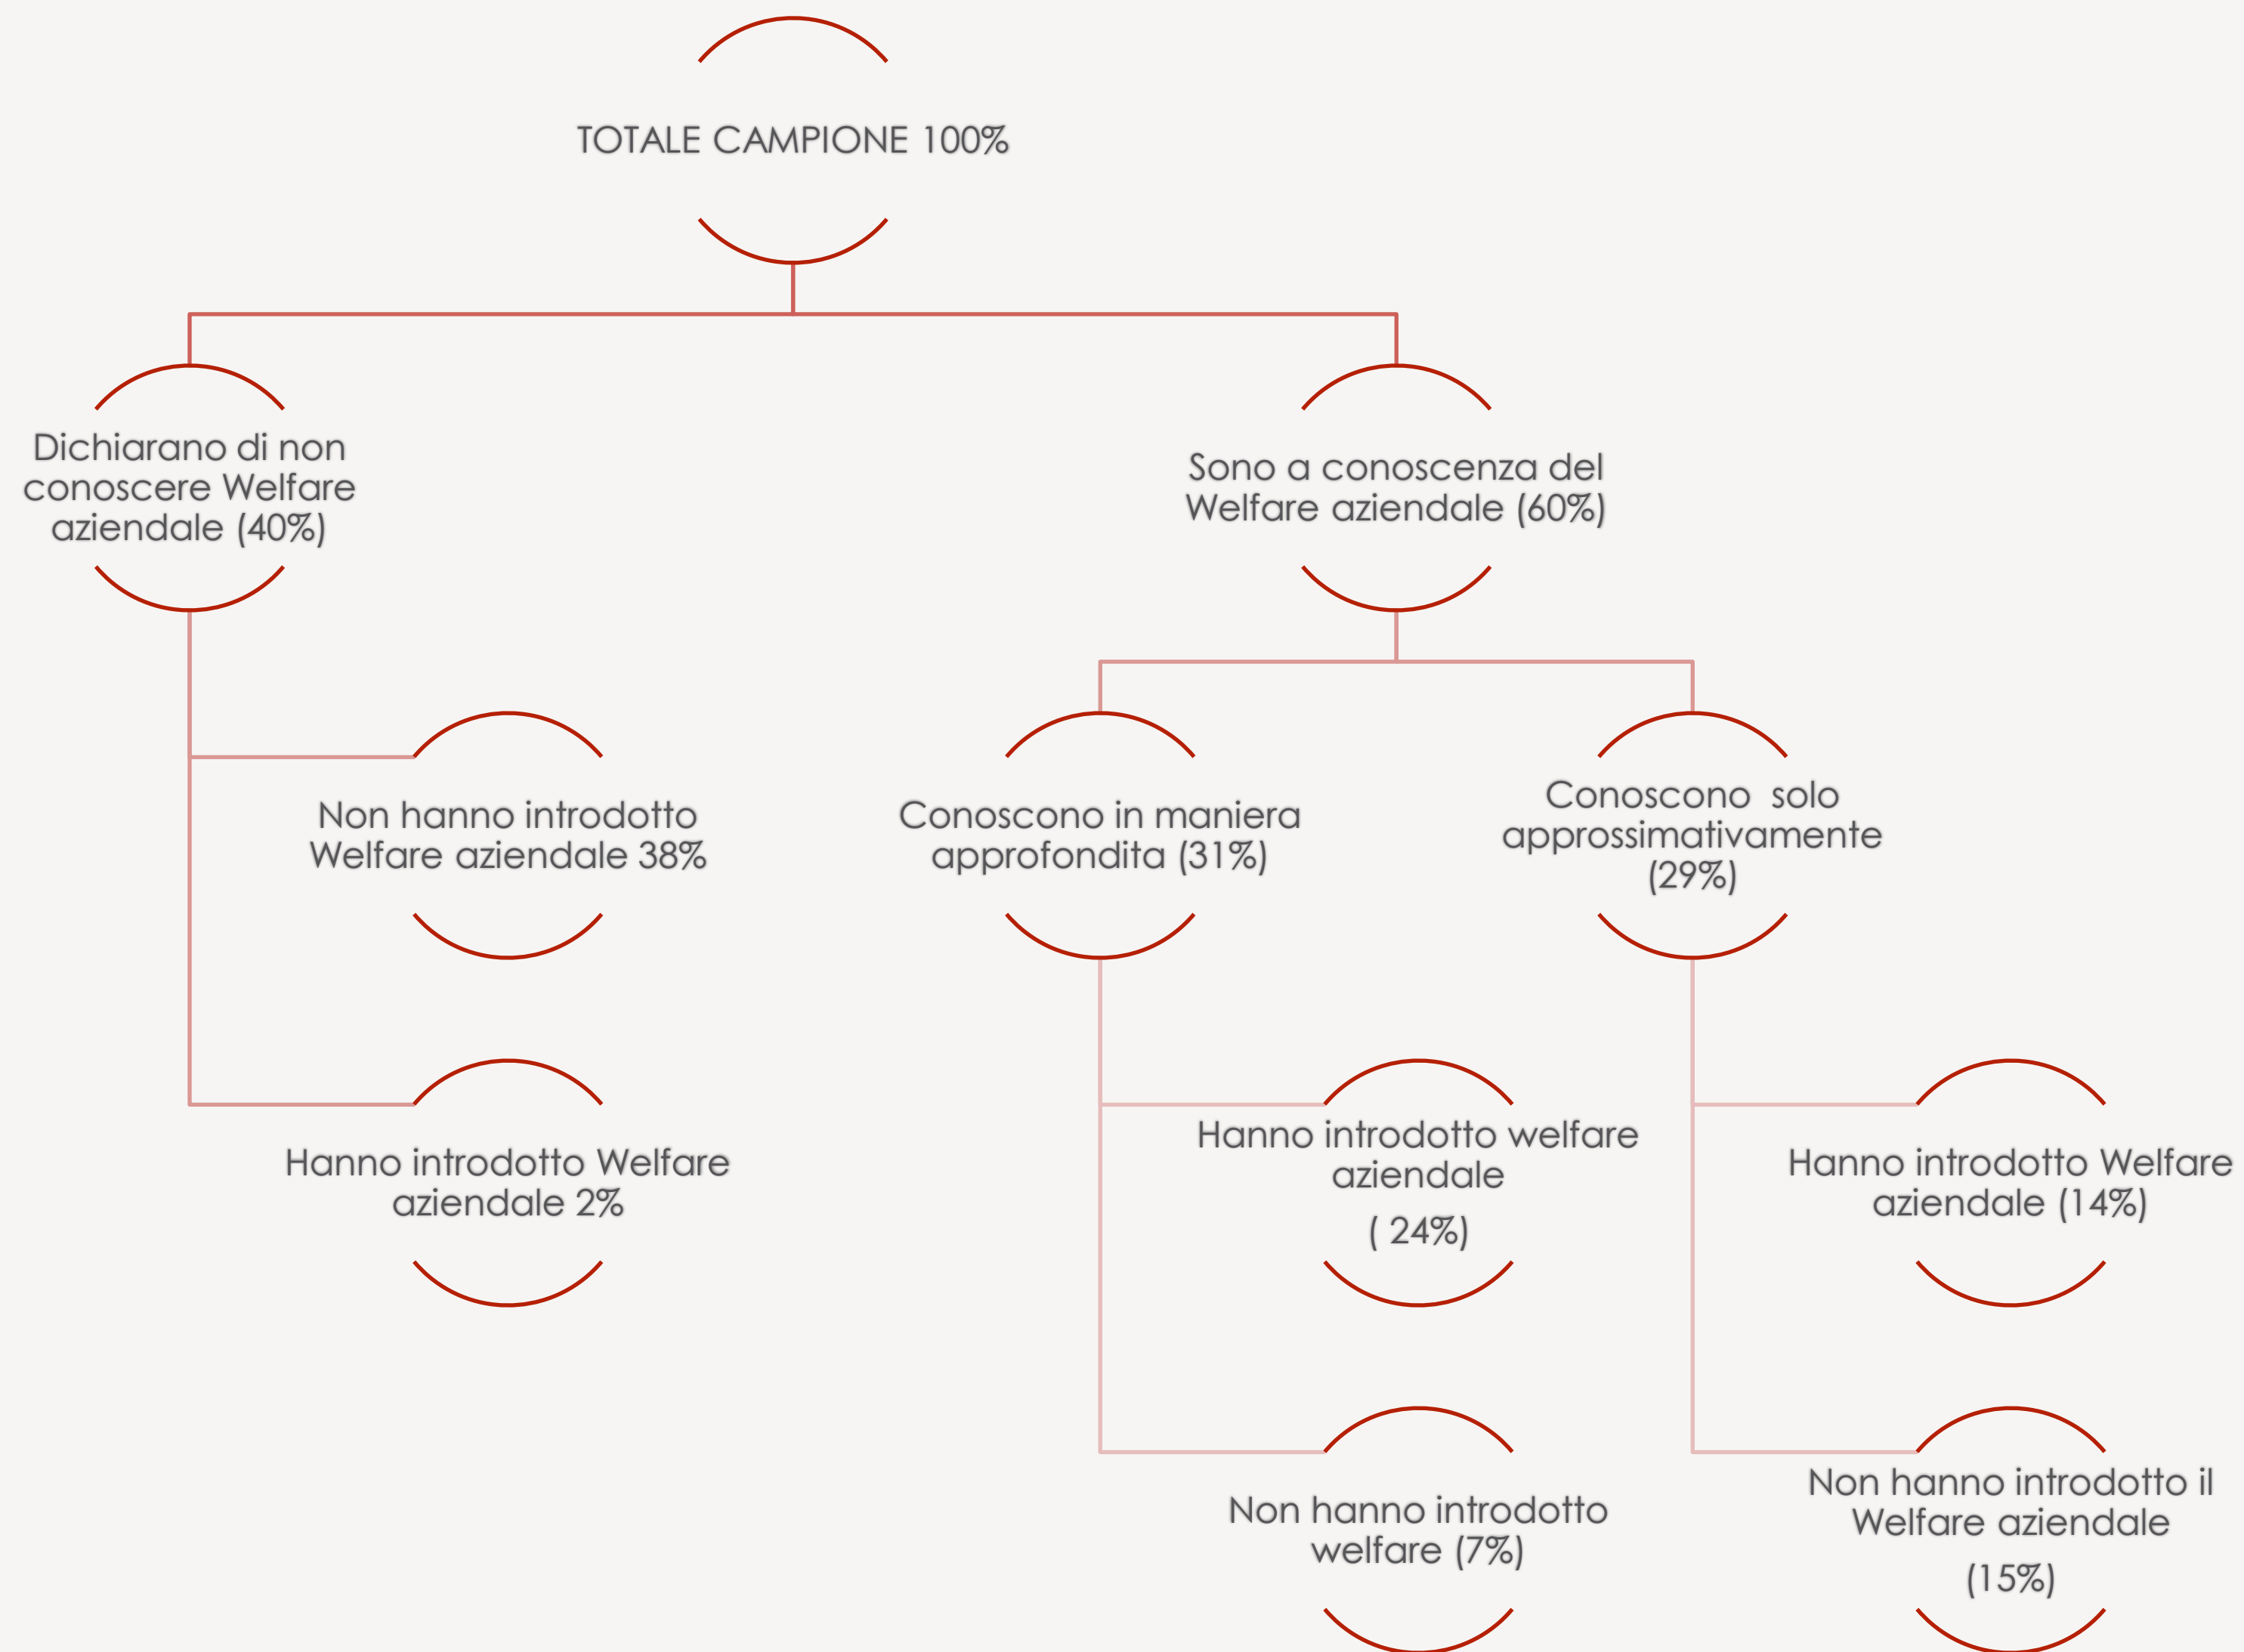 TOTALE CAMPIONE 100%
Dichiarano di non
conoscere Welfare
aziendale (40%)
Sono a conoscenza del
Welfare aziendale (60%)
Non hanno introdotto
Welfare aziendale 38%
Conoscono in maniera
approfondita (31%)
Conoscono  solo
approssimativamente
(29%)
Hanno introdotto Welfare
aziendale 2%
Hanno introdotto welfare
aziendale
( 24%)
Hanno introdotto Welfare
aziendale (14%)
Non hanno introdotto
welfare (7%)
Non hanno introdotto il
Welfare aziendale
(15%)